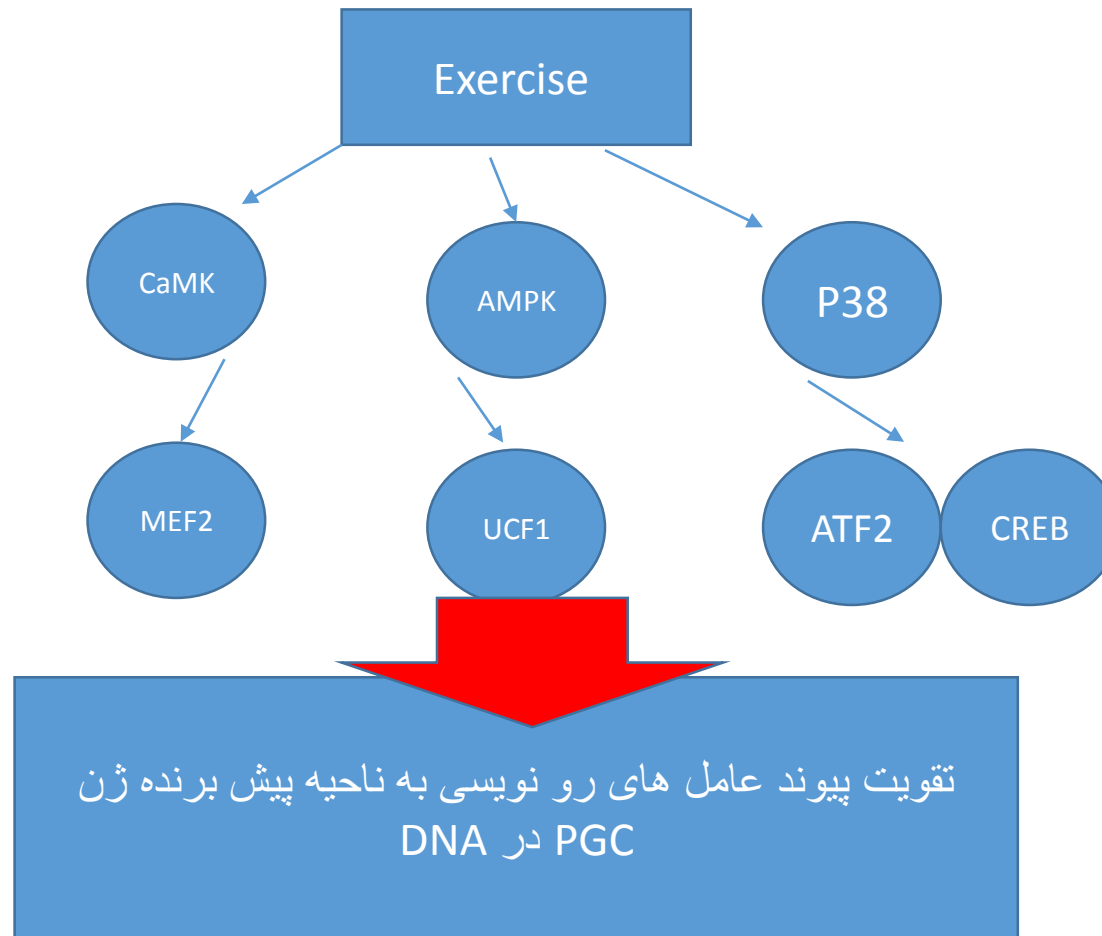 Exercise
CaMK
AMPK
P38
MEF2
UCF1
ATF2
CREB
تقویت پیوند عامل های رو نویسی به ناحیه پیش برنده ژن
PGC در DNA